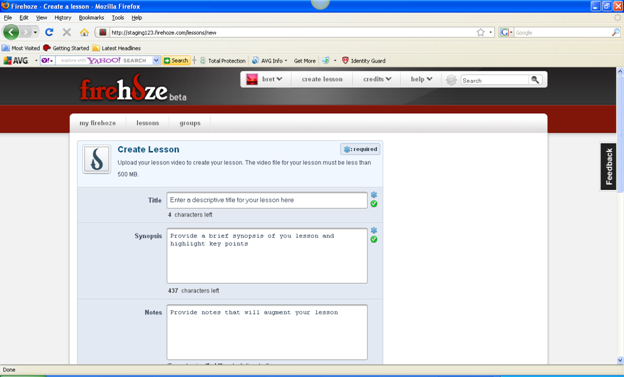 Firehoze - Create a lesson - Mozilla Firefox
File Edit View History Bookmarks Tools Help
http://staging123.firehoze.com/lessons/new
Google
Most Visited Getting Started Latest Headlines
AVG Y! YAHOO! SEARCH Search Total Protection AVG Info Get More Identity Guard
firehoze beta
bret create lesson credits help Search
my firehoze lessons groups
Create Lesson
: required
Upload your lesson video to create your lesson. The video file for your lesson must be less than
500 MB.
Feedback
Title Enter a descriptive title for your lesson here
4 characters left
Synopsis Provide a brief synopsis of you lesson and
highlight key points
437 characters left
Notes Provide notes that will augment your lesson
Done